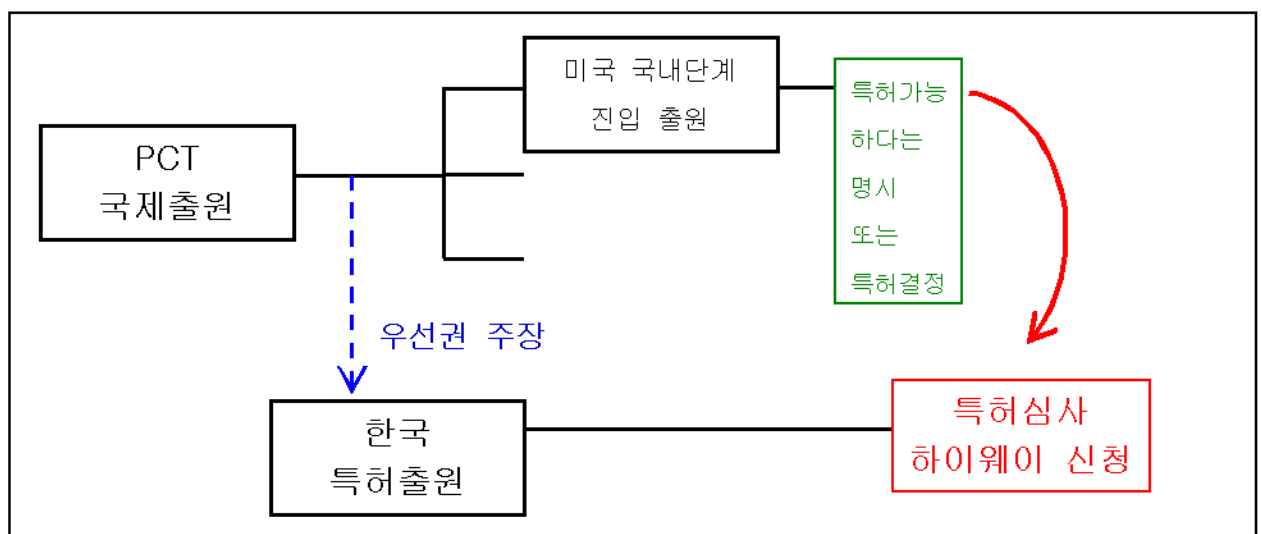 미국 국내단계
진입 출원
특허가능
하다는
명시
또는
특허결정
PCT
국제출원
우선권 주장
한국
특허출원
특허심사
하이웨이 신청